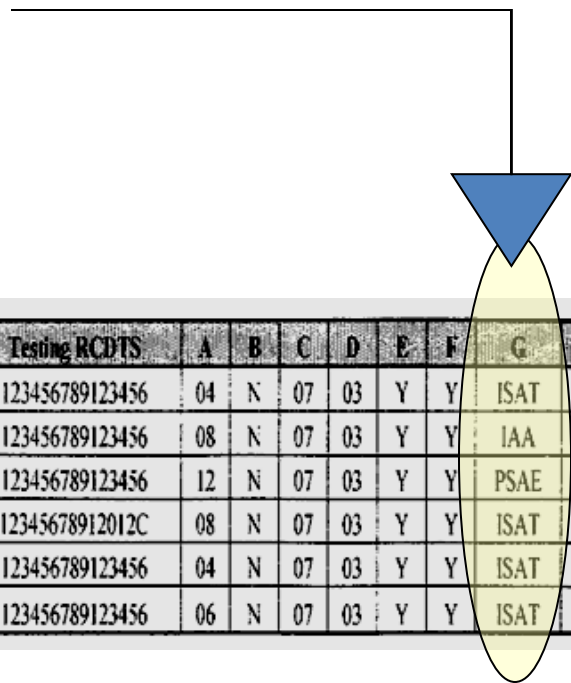 Testing RCDTS A B C D E F G
123456789123456 04 N 07 03 Y Y ISAT
123456789123456 08 N 07 03 Y Y IAA
123456789123456 12 N 07 03 Y Y PSAE
12345678912012C 08 N 07 03 Y Y ISAT
123456789123456 04 N 07 03 Y Y ISAT
123456789123456 06 N 07 03 Y Y ISAT